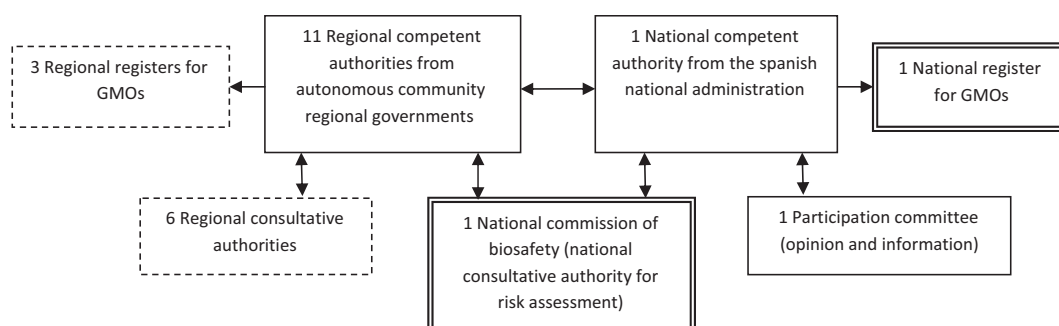 3 Regional registers for
GMOs
11 Regional competent
authorities from
autonomous community
regional governments
1 National competent
authority from the spanish
national administration
1 National register
for GMOs
6 Regional consultative
authorities
1 National commission of
biosafety (national
consultative authority for
risk assessment)
1 Participation committee
(opinion and information)